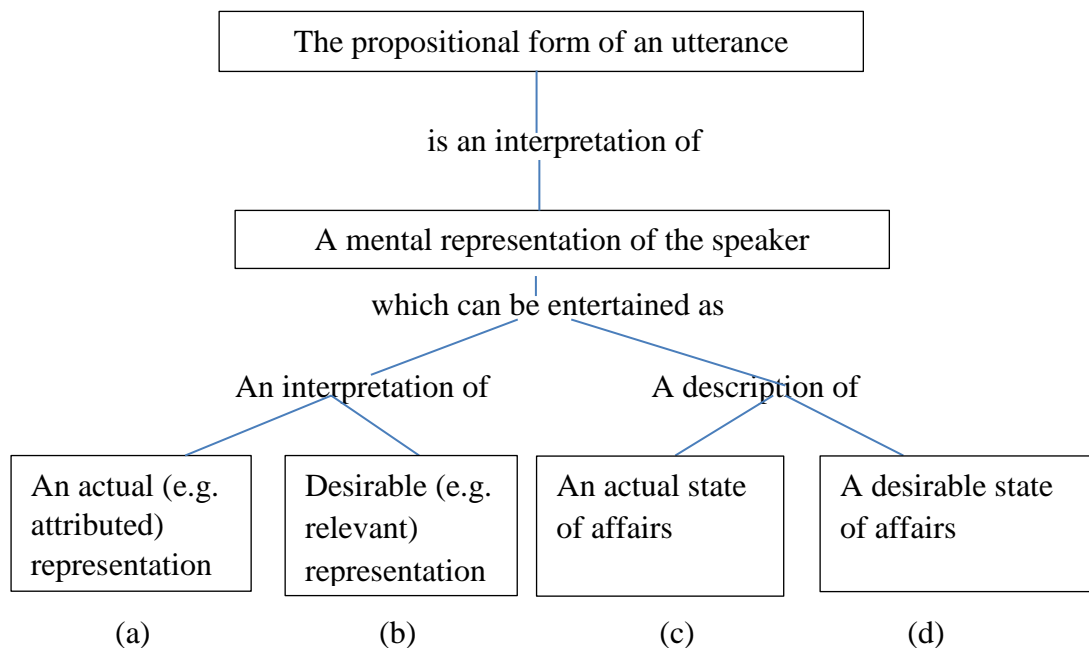 The propositional form of an utterance
is an interpretation of
A mental representation of the speaker
which can be entertained as
An interpretation of
A description of
An actual (e.g.
attributed)
representation
Desirable (e.g.
relevant)
representation
An actual state
of affairs
A desirable state
of affairs
(a)
(b)
(c)
(d)